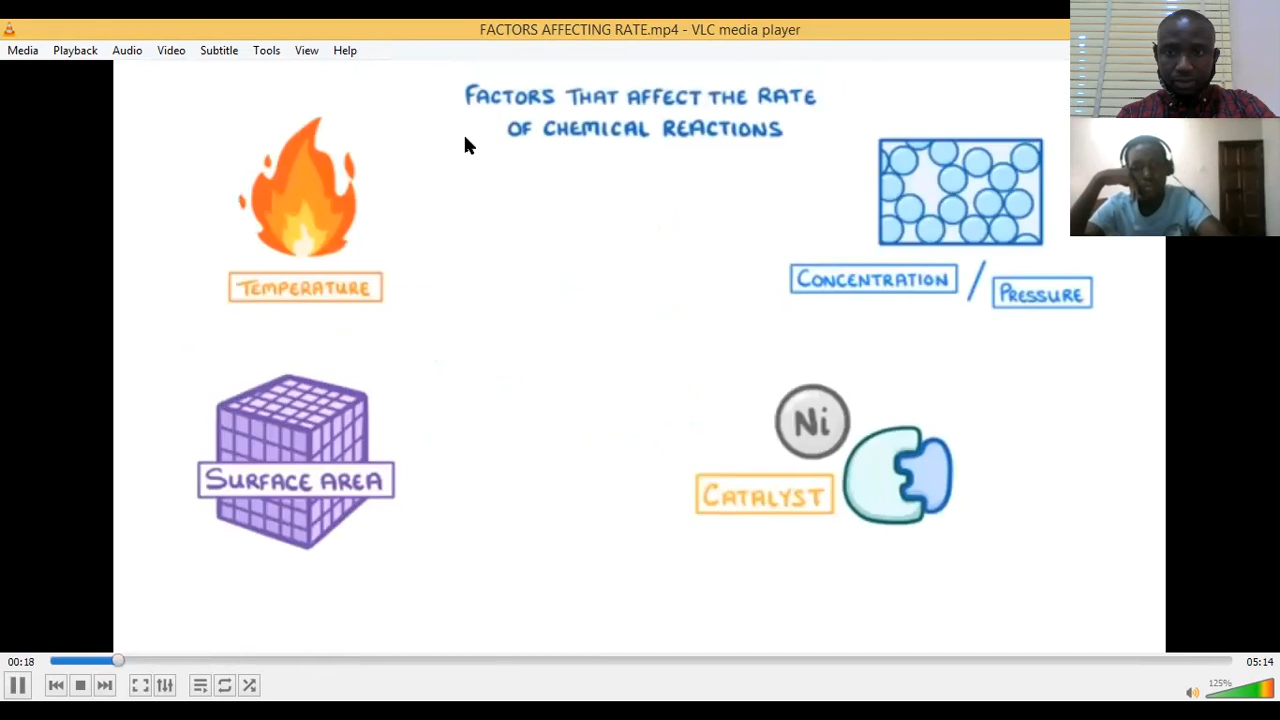 FACTORS AFFECTING RATE.mp4 - VLC media player
Media Playback Audio Video Subtitle Tools View Help
FACTORS THAT AFFECT THE RATE
OF CHEMICAL REACTIONS
TEMPERATURE
CONCENTRATION / PRESSURE
SURFACE AREA
Ni
CATALYST
00:18
05:14
125%